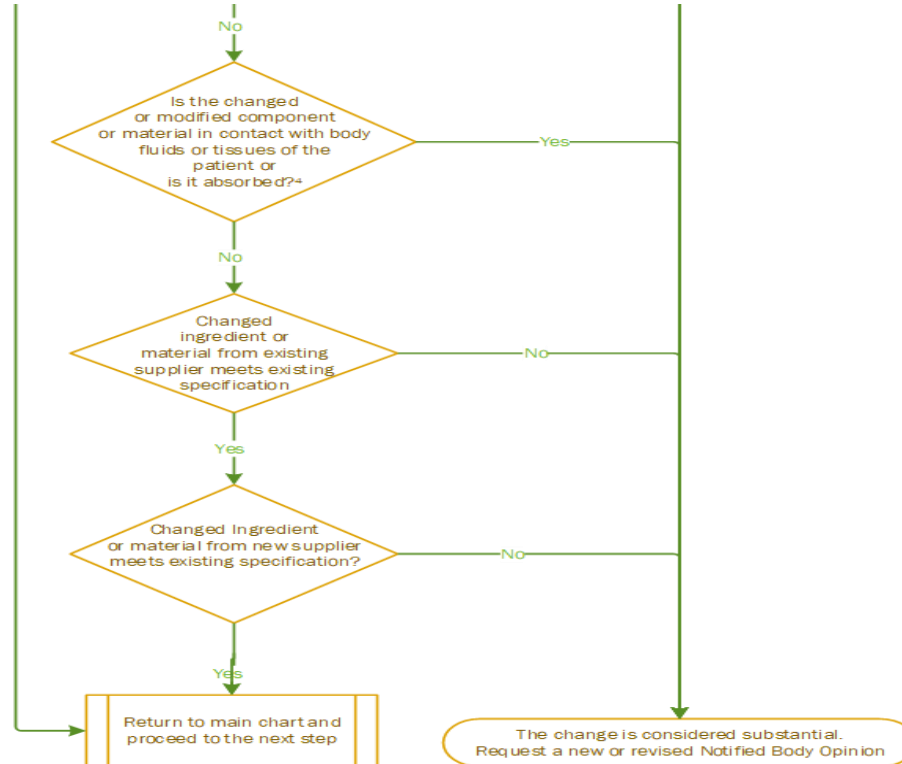 No
Is the changed
or modified component
or material in contact with body
fluids or tissues of the
patient or
is it absorbed?⁴
Yes
No
Changed
ingredient or
material from existing
supplier meets existing
specification
No
Yes
Changed Ingredient
or material from new supplier
meets existing specification?
No
Yes
Return to main chart and
proceed to the next step
The change is considered substantial.
Request a new or revised Notified Body Opinion